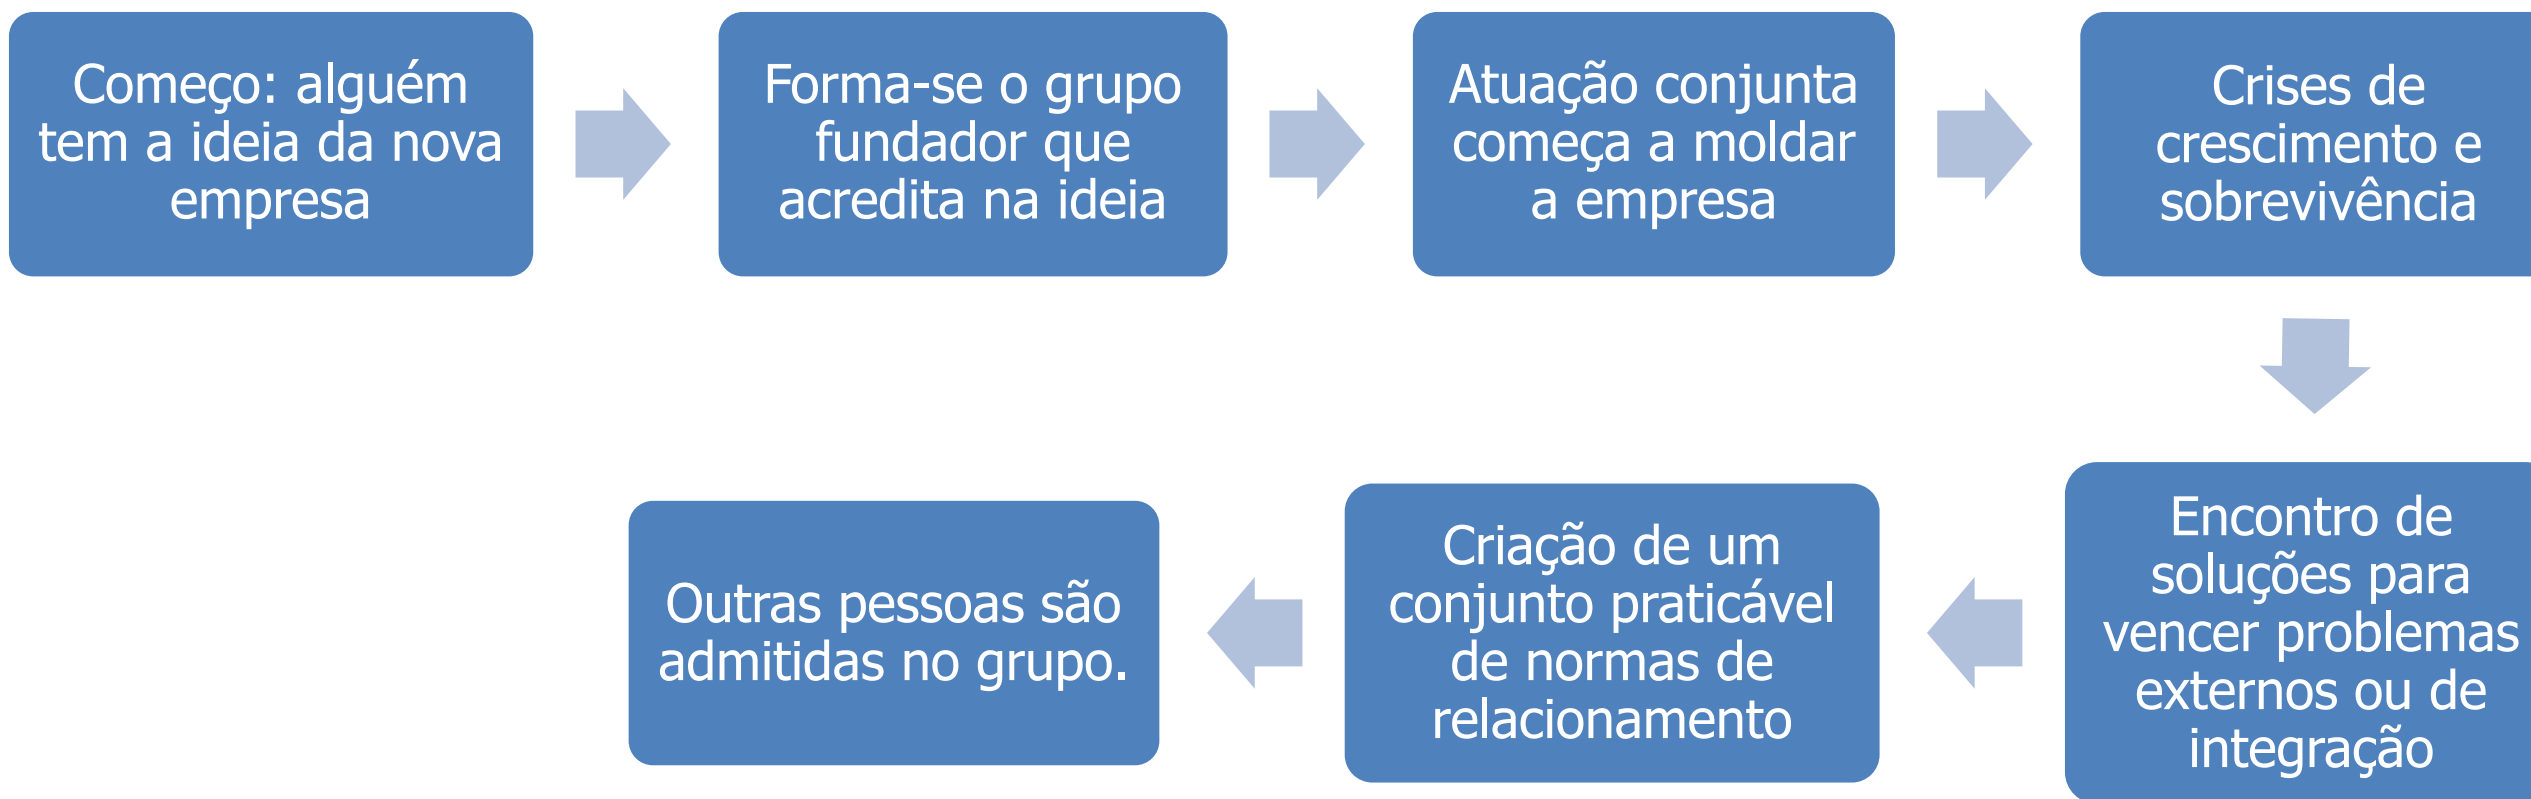 Começo: alguém
tem a ideia da nova
empresa
Forma-se o grupo
fundador que
acredita na ideia
Atuação conjunta
começa a moldar
a empresa
Crises de
crescimento e
sobrevivência
Encontro de
soluções para
vencer problemas
externos ou de
integração
Criação de um
conjunto praticável
de normas de
relacionamento
Outras pessoas são
admitidas no grupo.